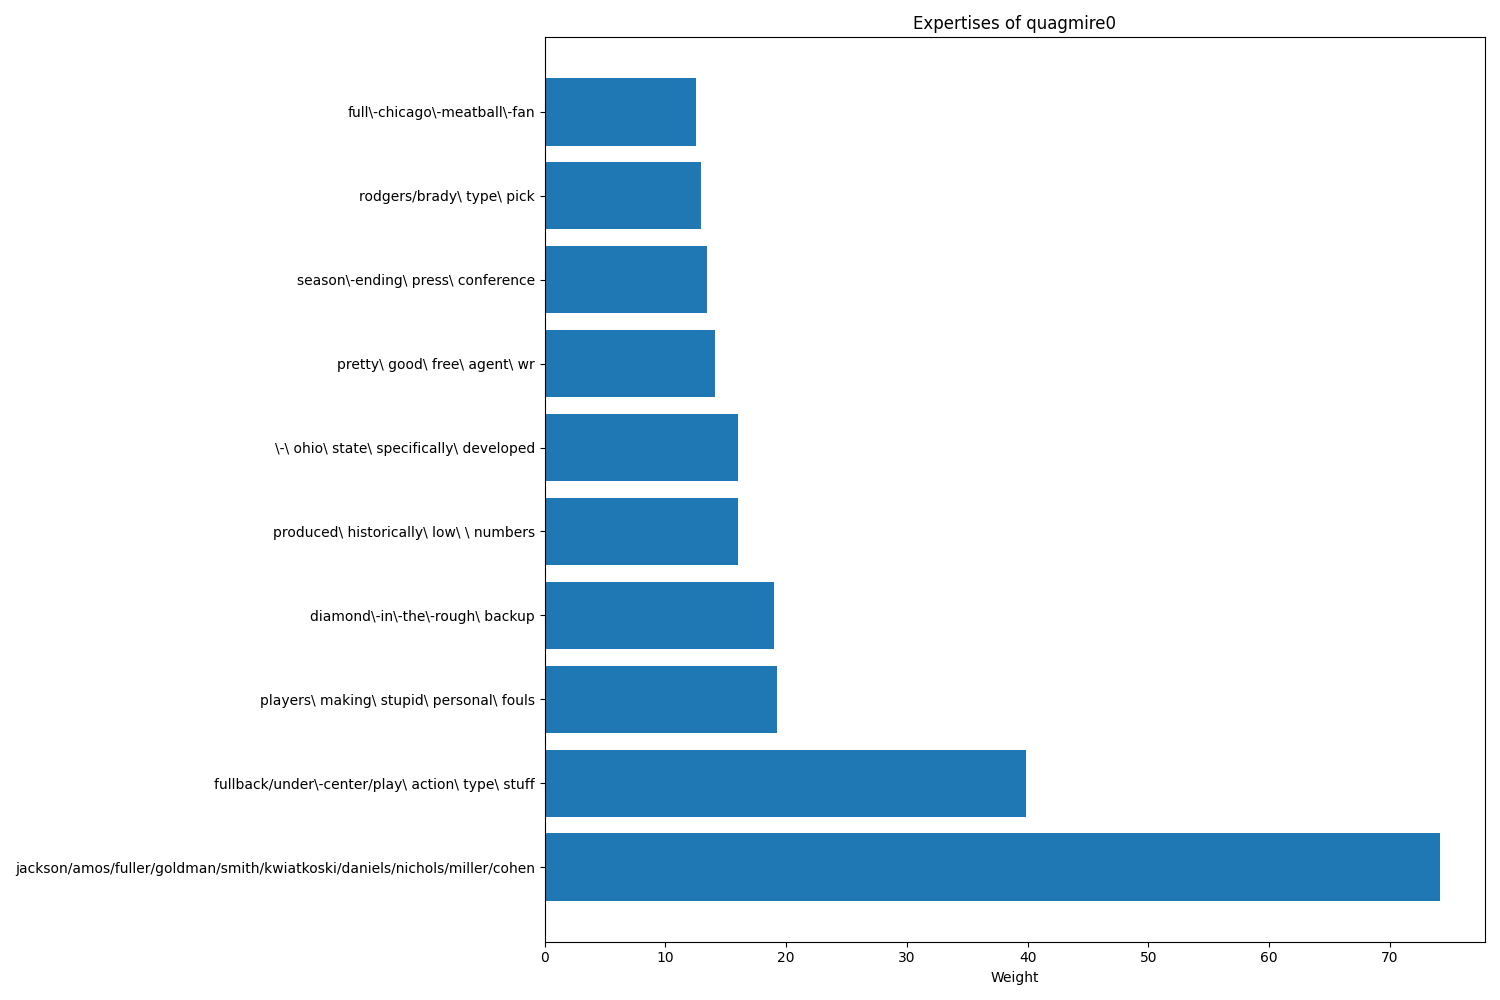 Expertises of quagmire0
full\-chicago\-meatball\-fan
rodgers/brady\ type\ pick
season\-ending\ press\ conference
pretty\ good\ free\ agent\ wr
\-\ ohio\ state\ specifically\ developed
produced\ historically\ low\ \ numbers
diamond\-in\-the\-rough\ backup
players\ making\ stupid\ personal\ fouls
fullback/under\-center/play\ action\ type\ stuff
jackson/amos/fuller/goldman/smith/kwiatkoski/daniels/nichols/miller/cohen
0 10 20 30 40 50 60 70
Weight